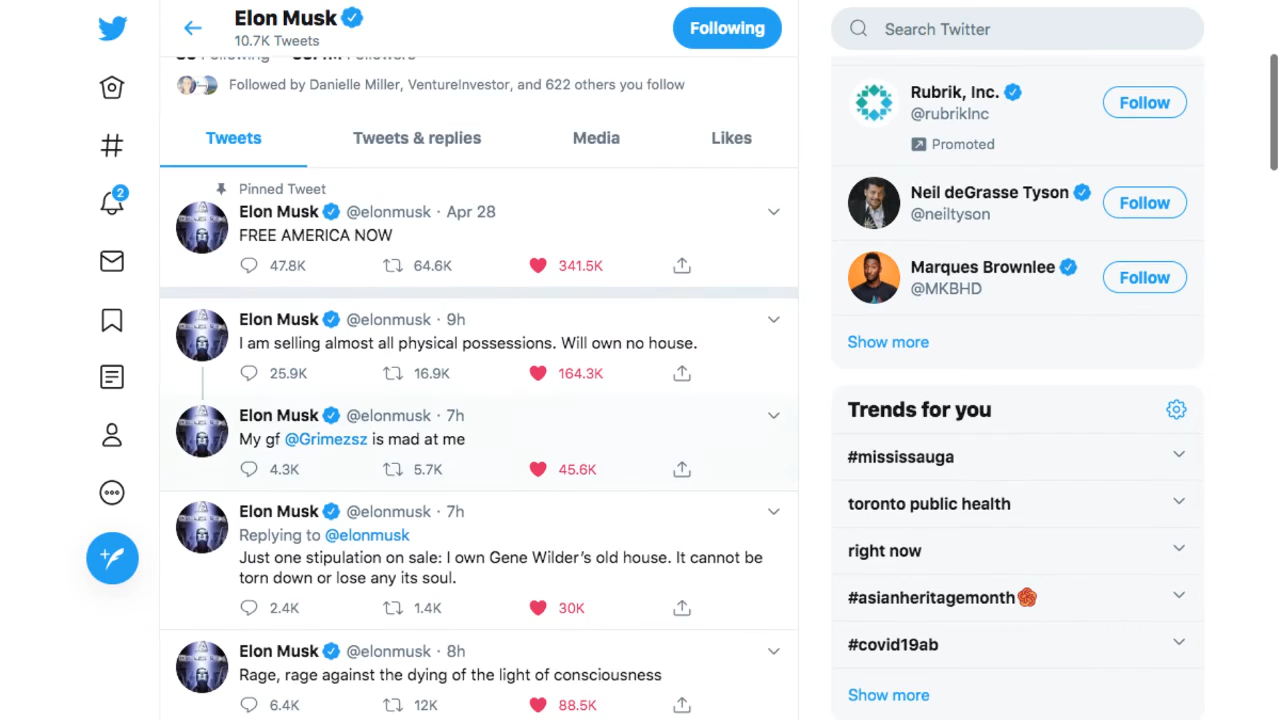 Elon Musk
10.7K Tweets
Following
Search Twitter
Following Followers
Followed by Danielle Miller, VentureInvestor, and 622 others you follow
Tweets
Tweets & replies
Media
Likes
Pinned Tweet
Elon Musk @elonmusk · Apr 28
FREE AMERICA NOW
47.8K 64.6K 341.5K
Elon Musk @elonmusk · 9h
I am selling almost all physical possessions. Will own no house.
25.9K 16.9K 164.3K
Elon Musk @elonmusk · 7h
My gf @Grimezsz is mad at me
4.3K 5.7K 45.6K
Elon Musk @elonmusk · 7h
Replying to @elonmusk
Just one stipulation on sale: I own Gene Wilder’s old house. It cannot be
torn down or lose any its soul.
2.4K 1.4K 30K
Elon Musk @elonmusk · 8h
Rage, rage against the dying of the light of consciousness
6.4K 12K 88.5K
2
Rubrik, Inc.
@rubrikInc
Follow
Promoted
Neil deGrasse Tyson
@neiltyson
Follow
Marques Brownlee
@MKBHD
Follow
Show more
Trends for you
#mississauga
toronto public health
right now
#asianheritagemonth
#covid19ab
Show more